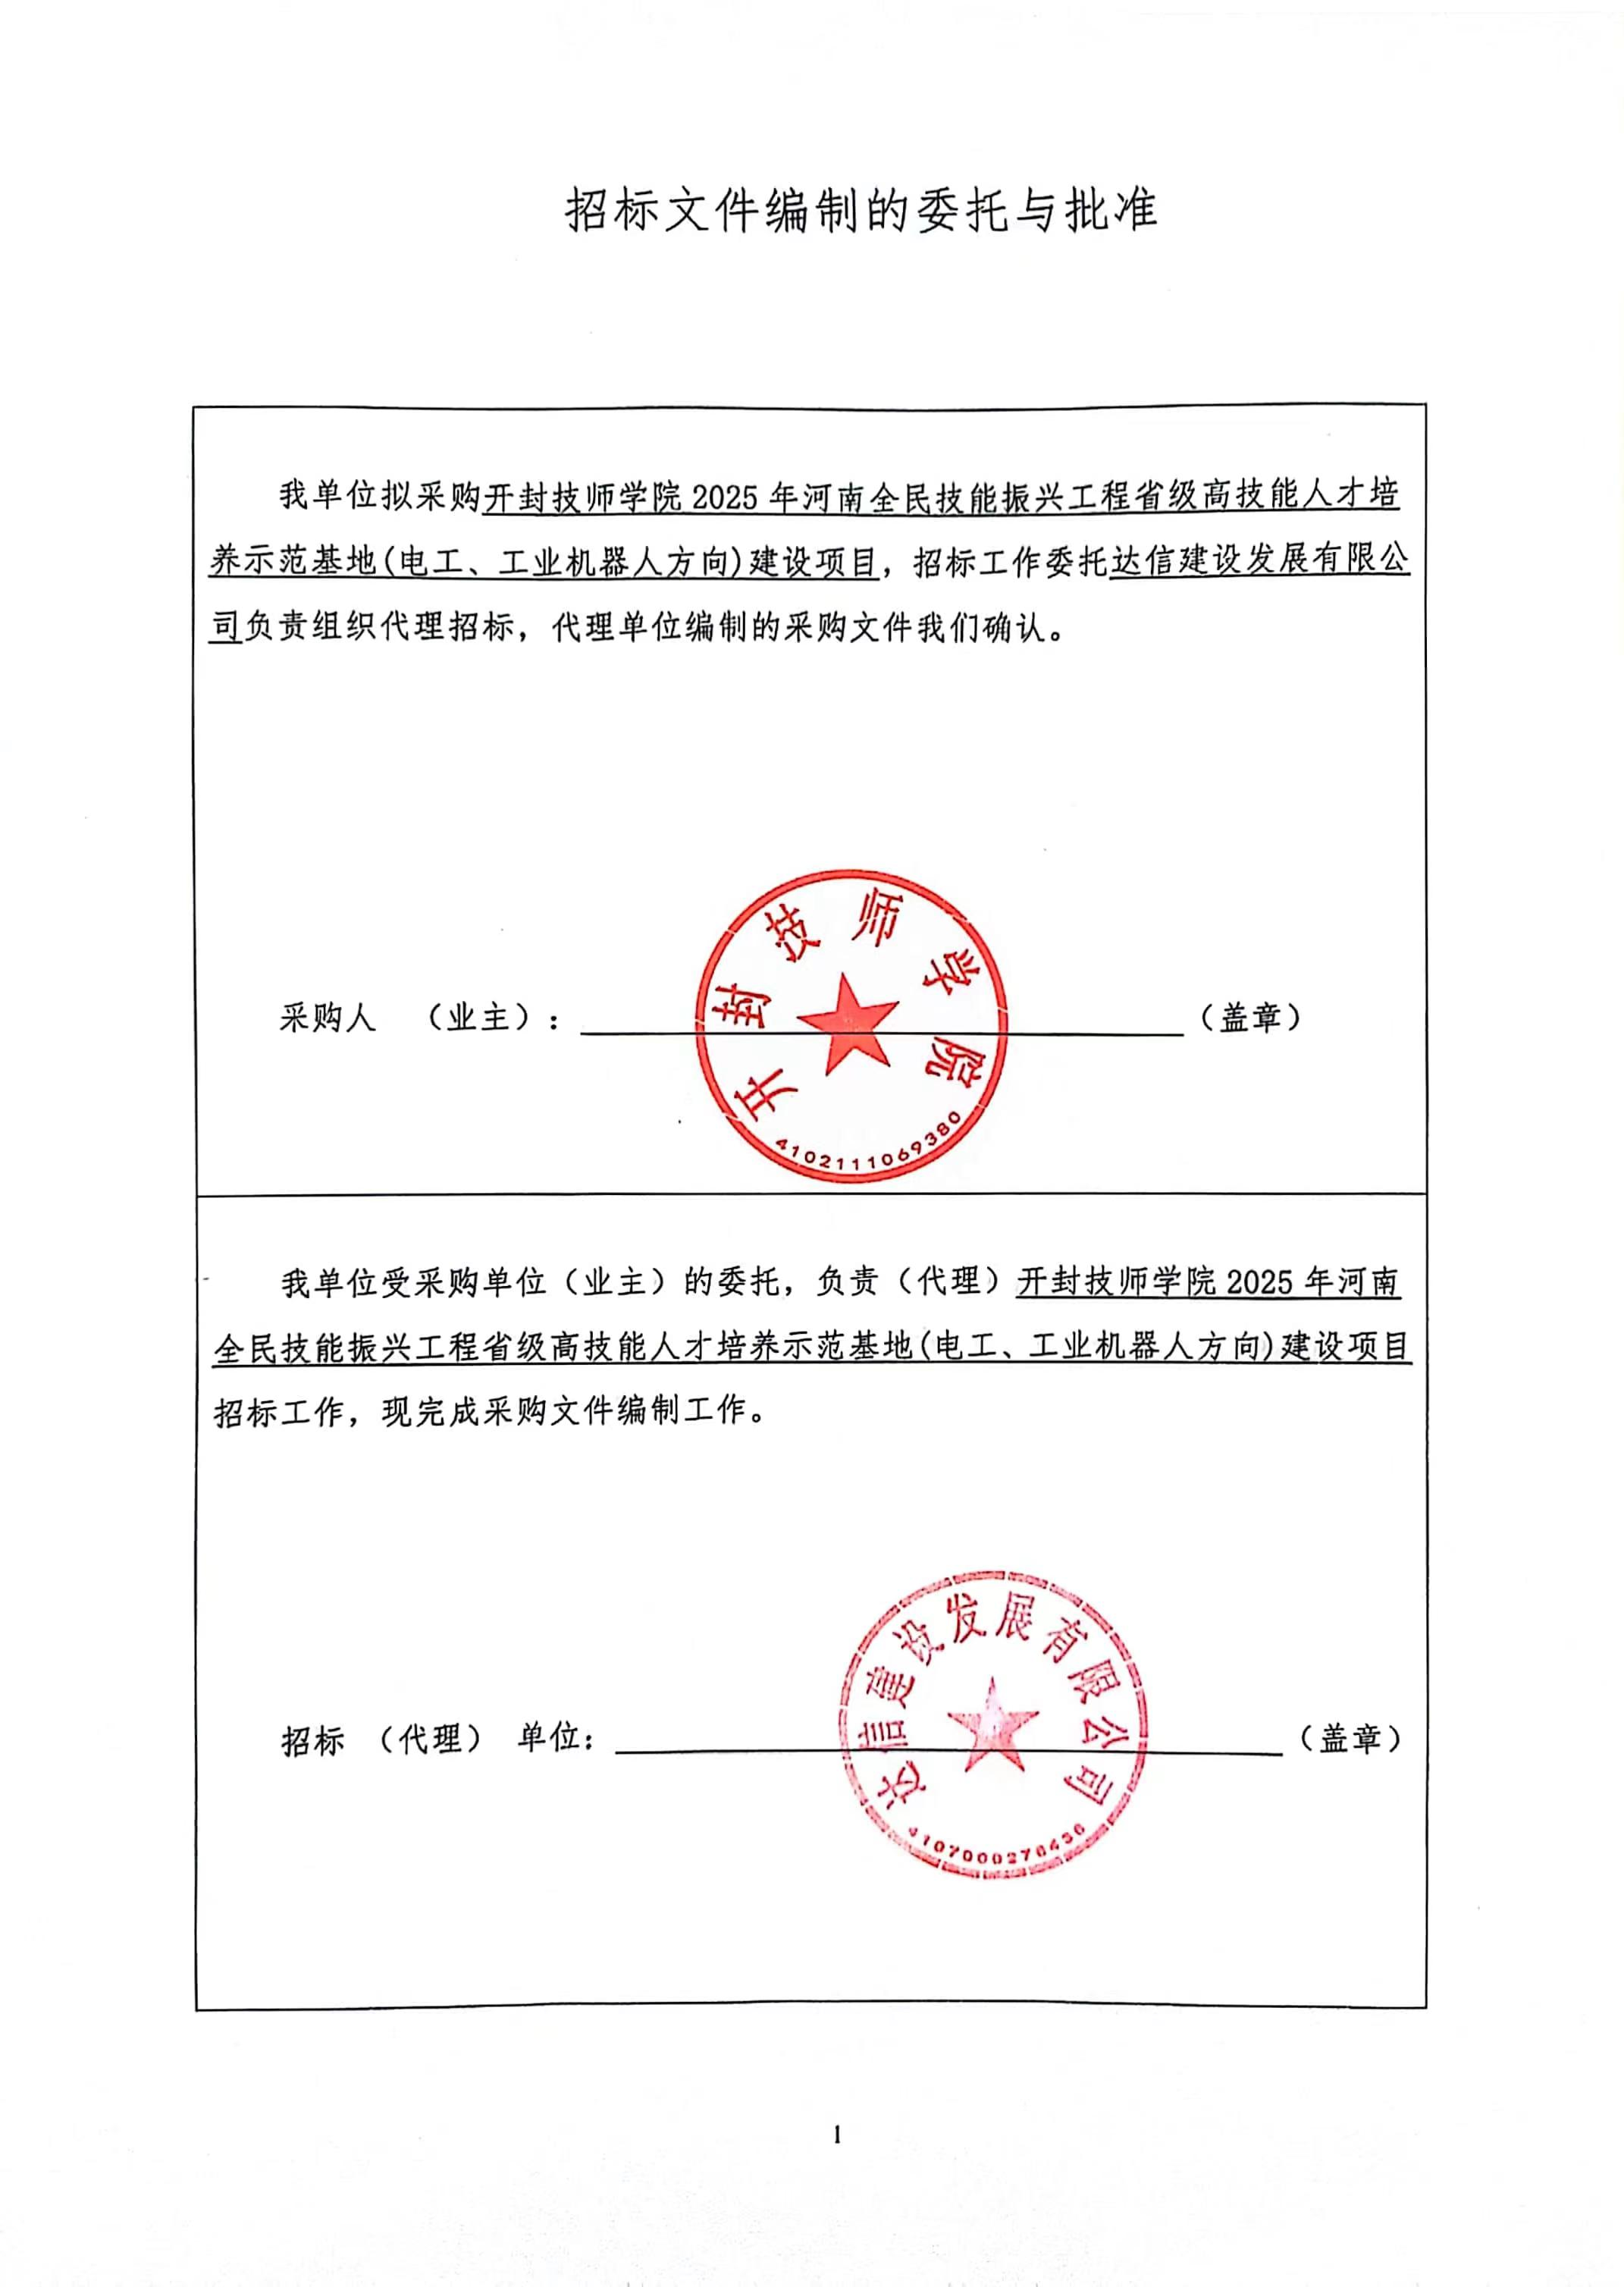 招标文件编制的委托与批准
我单位拟采购开封技师学院 2025 年河南全民技能振兴工程省级高技能人才培
养示范基地(电工、工业机器人方向)建设项目，招标工作委托达信建设发展有限公
司负责组织代理招标，代理单位编制的采购文件我们确认。
采购人 （业主）：（盖章）
开封技师学院
4102111069380
我单位受采购单位（业主）的委托，负责（代理）开封技师学院 2025 年河南
全民技能振兴工程省级高技能人才培养示范基地(电工、工业机器人方向)建设项目
招标工作，现完成采购文件编制工作。
招标 （代理） 单位：（盖章）
达信建设发展有限公司
1